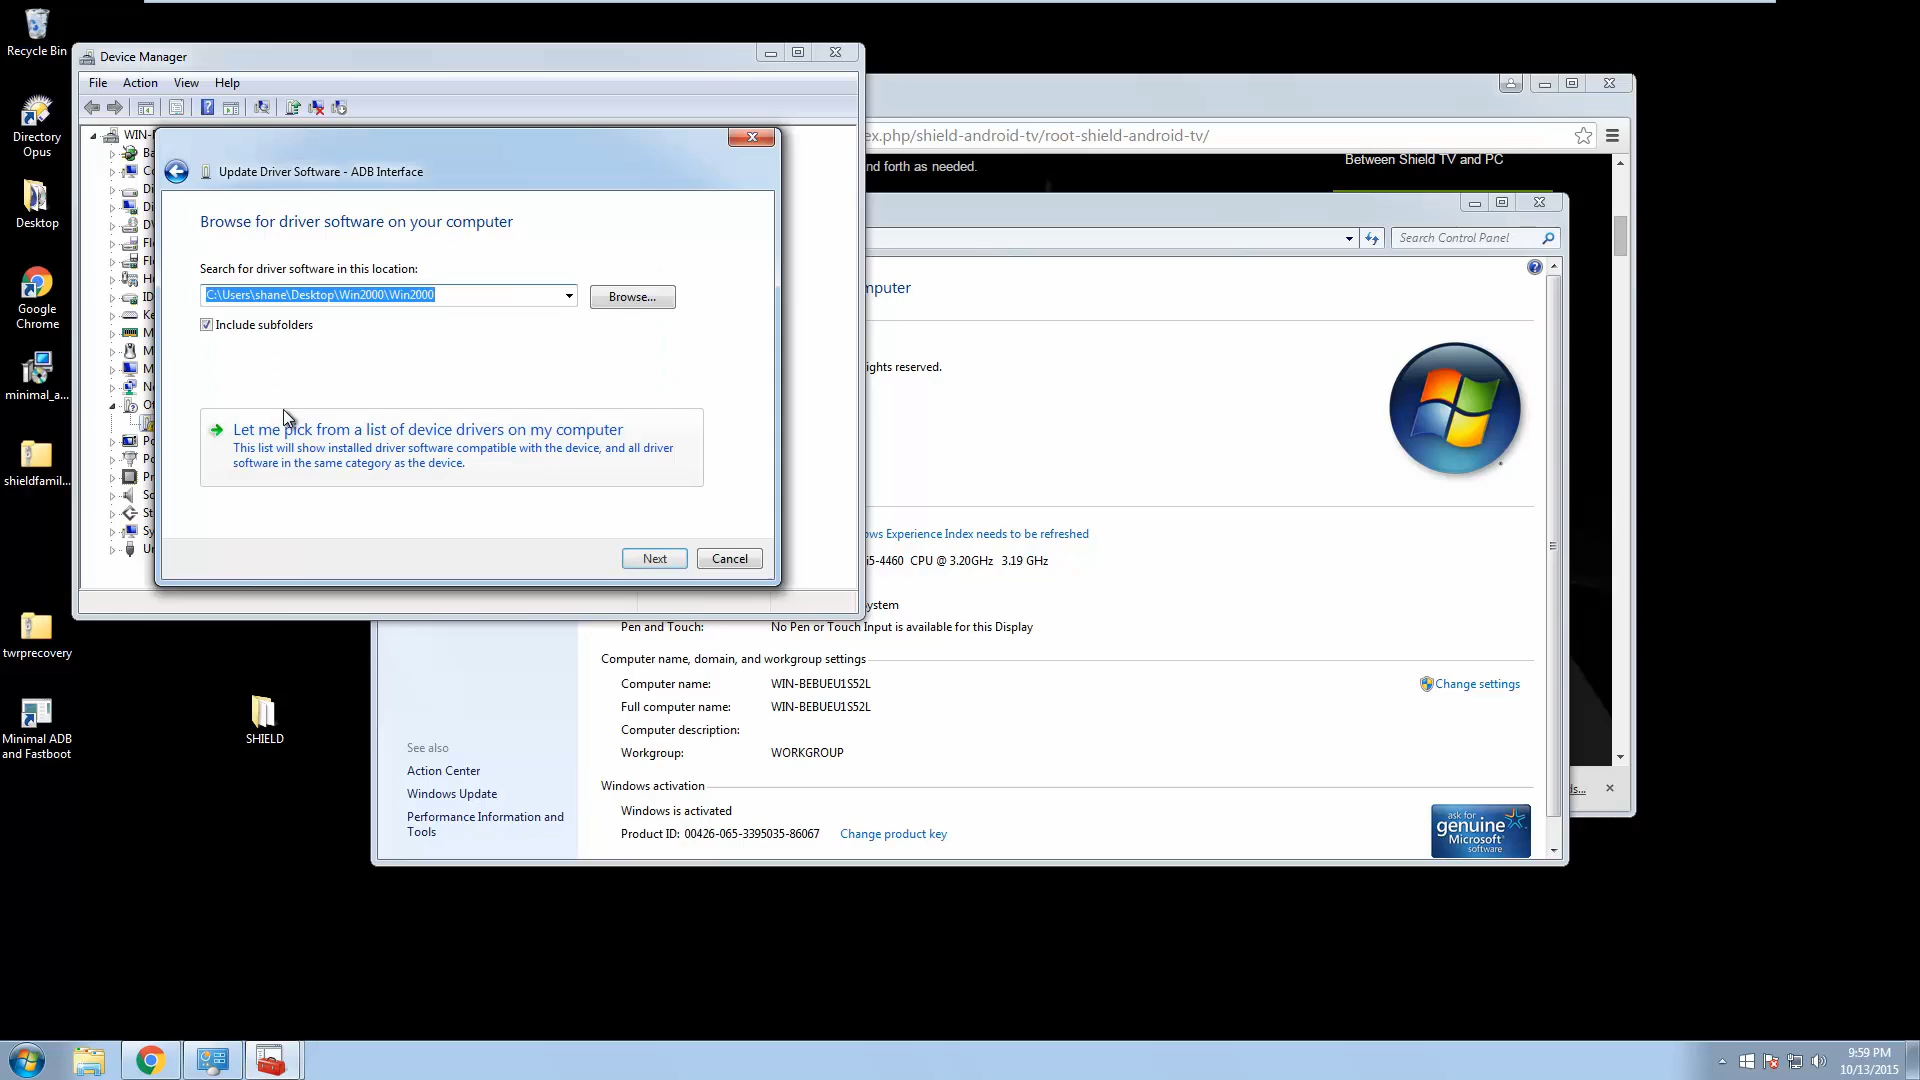 Recycle Bin
Directory
Opus
Desktop
Google
Chrome
minimal_a...
shieldfamil...
twrprecovery
Minimal ADB
and Fastboot
SHIELD
Device Manager
File Action View Help
WIN-
Update Driver Software - ADB Interface
Browse for driver software on your computer
Search for driver software in this location:
C:\Users\shane\Desktop\Win2000\Win2000
Browse...
Include subfolders
Let me pick from a list of device drivers on my computer
This list will show installed driver software compatible with the device, and all driver
software in the same category as the device.
Next
Cancel
ex.php/shield-android-tv/root-shield-android-tv/
nd forth as needed.
Between Shield TV and PC
Search Control Panel
mputer
ights reserved.
ows Experience Index needs to be refreshed
i5-4460 CPU @ 3.20GHz 3.19 GHz
ystem
Pen and Touch: No Pen or Touch Input is available for this Display
Computer name, domain, and workgroup settings
Computer name: WIN-BEBUEU1S52L
Change settings
Full computer name: WIN-BEBUEU1S52L
Computer description:
Workgroup: WORKGROUP
See also
Action Center
Windows Update
Performance Information and
Tools
Windows activation
Windows is activated
Product ID: 00426-065-3395035-86067 Change product key
ask for
genuine
Microsoft
software
9:59 PM
10/13/2015